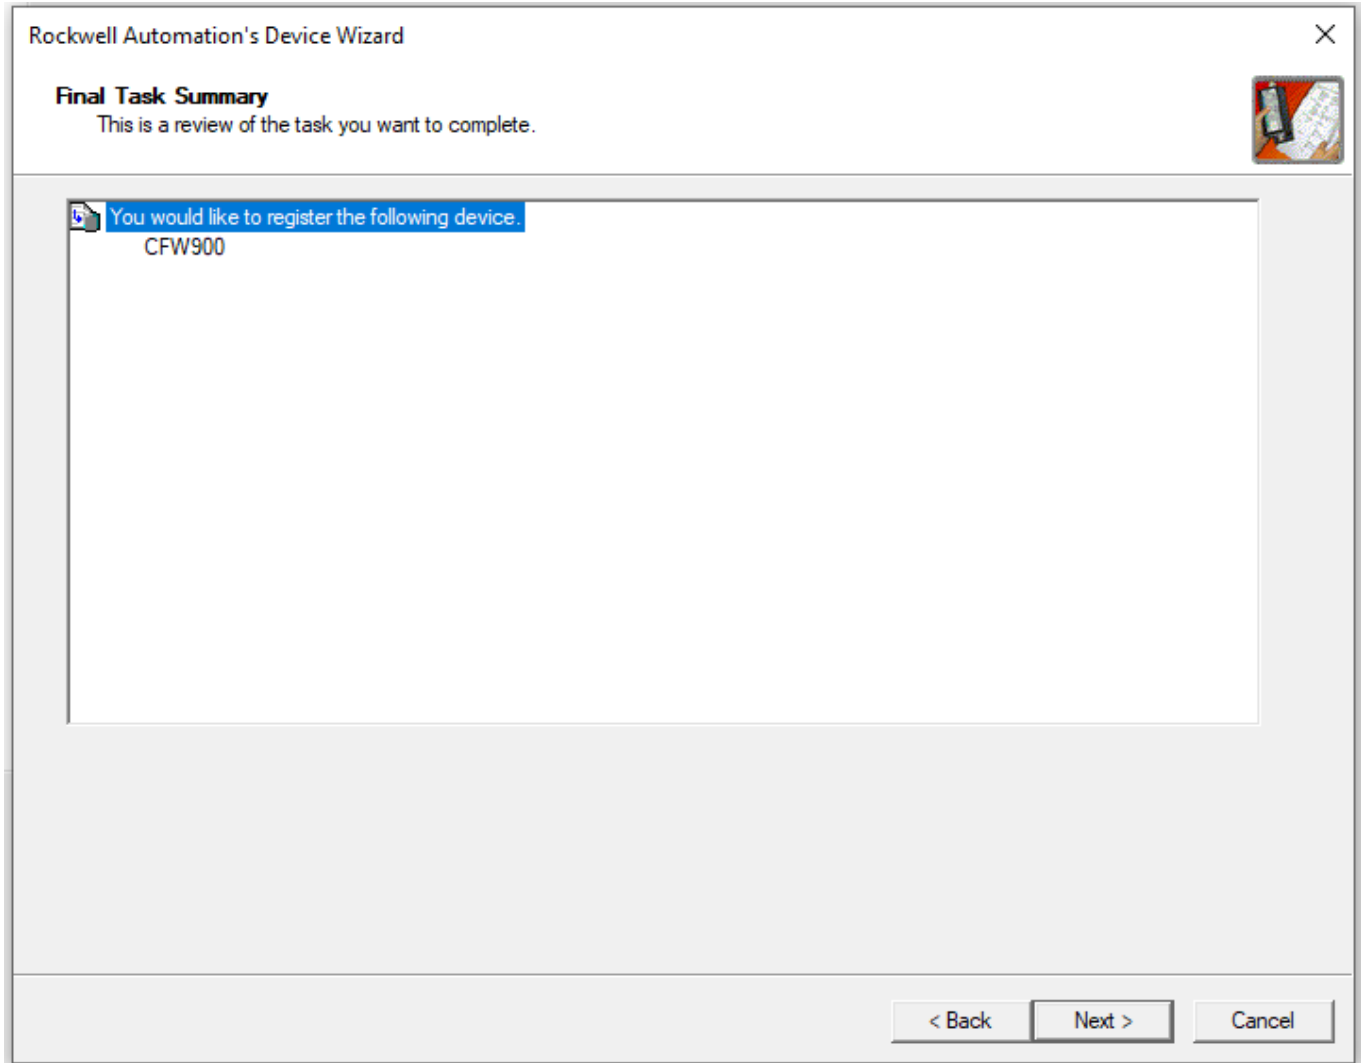 Rockwell Automation's Device Wizard
Final Task Summary
This is a review of the task you want to complete.
You would like to register the following device.
CFW900
< Back
Next >
Cancel